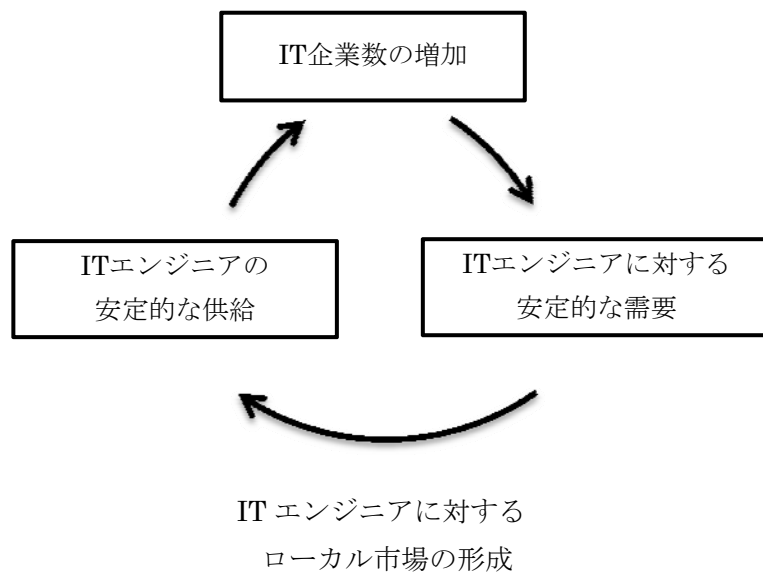 IT企業数の増加
ITエンジニアの
安定的な供給
ITエンジニアに対する
安定的な需要
IT エンジニアに対する
ローカル市場の形成